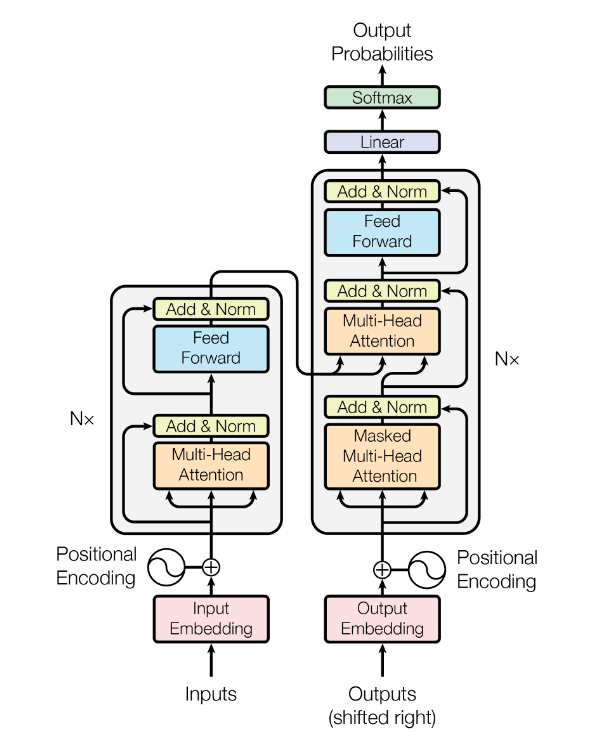 Output
Probabilities
Softmax
Linear
Add & Norm
Feed
Forward
Add & Norm
Multi-Head
Attention
Add & Norm
Masked
Multi-Head
Attention
N×
Add & Norm
Feed
Forward
Add & Norm
Multi-Head
Attention
N×
Positional
Encoding
Positional
Encoding
Input
Embedding
Output
Embedding
Inputs
Outputs
(shifted right)